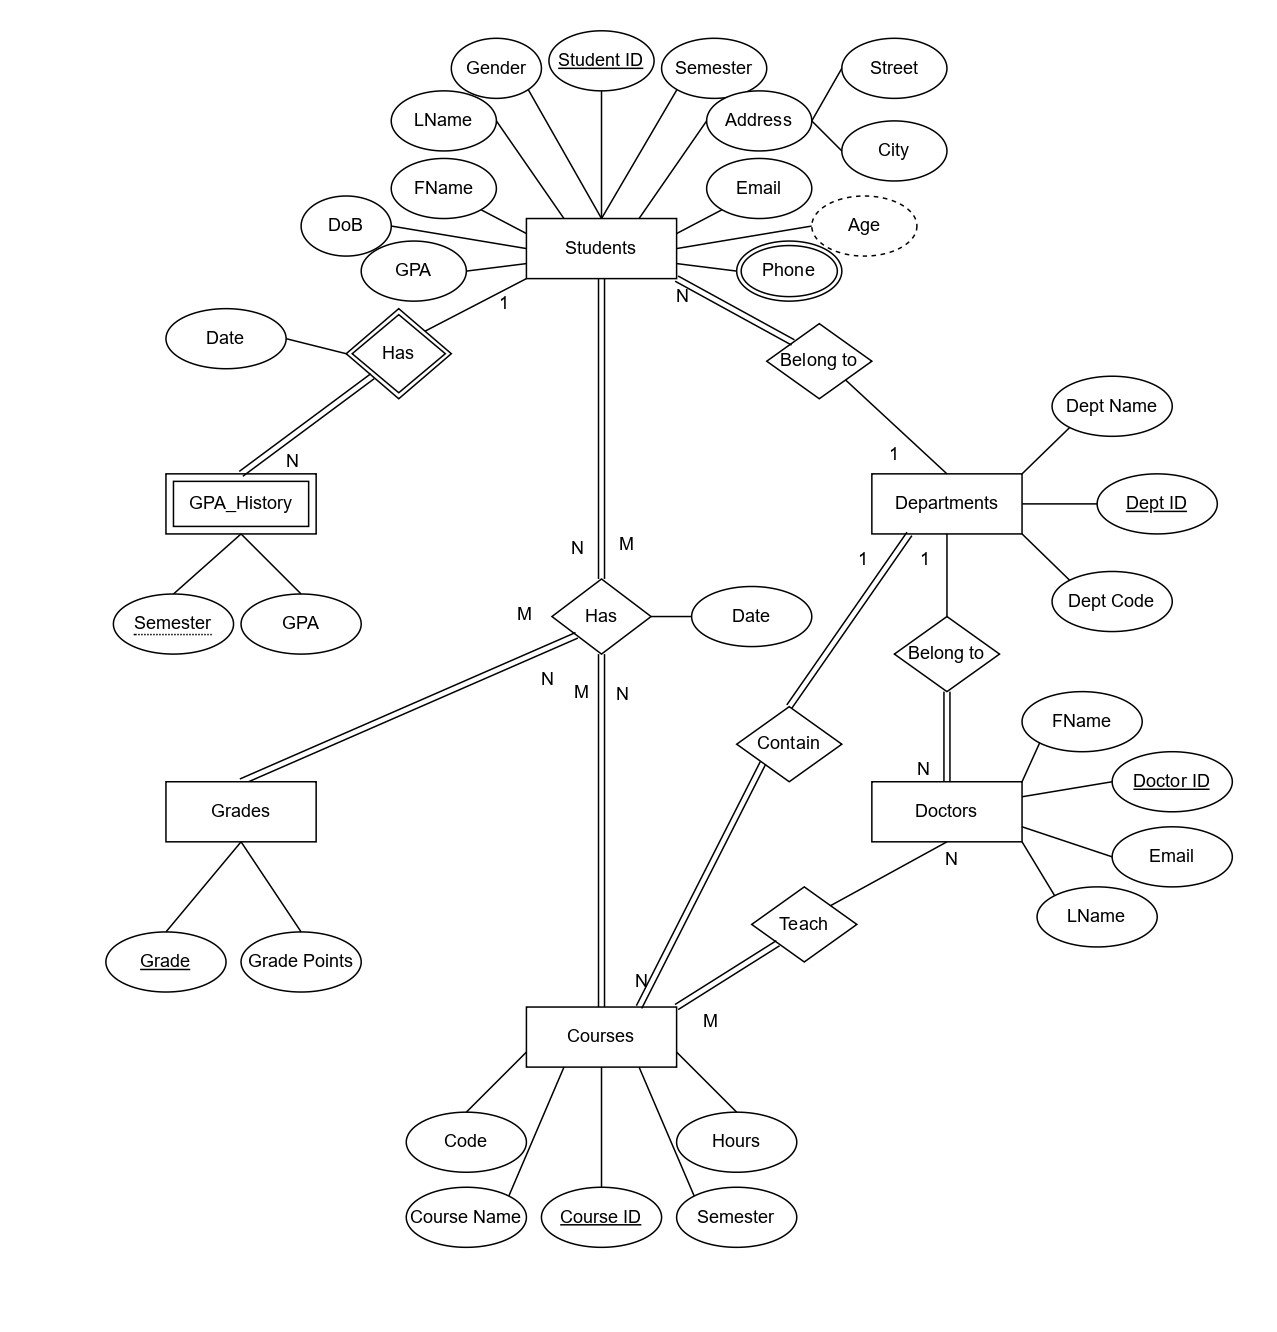 Student ID
Gender
Semester
Street
LName
Address
City
FName
Email
DoB
Age
Students
GPA
Phone
N
1
Date
Has
Belong to
Dept Name
1
N
GPA_History
Departments
Dept ID
N
M
1
1
Dept Code
M
Has
Date
Semester
GPA
Belong to
N
M
N
FName
Contain
N
Doctor ID
Grades
Doctors
Email
N
LName
Teach
Grade
Grade Points
N
M
Courses
Code
Hours
Course Name
Course ID
Semester